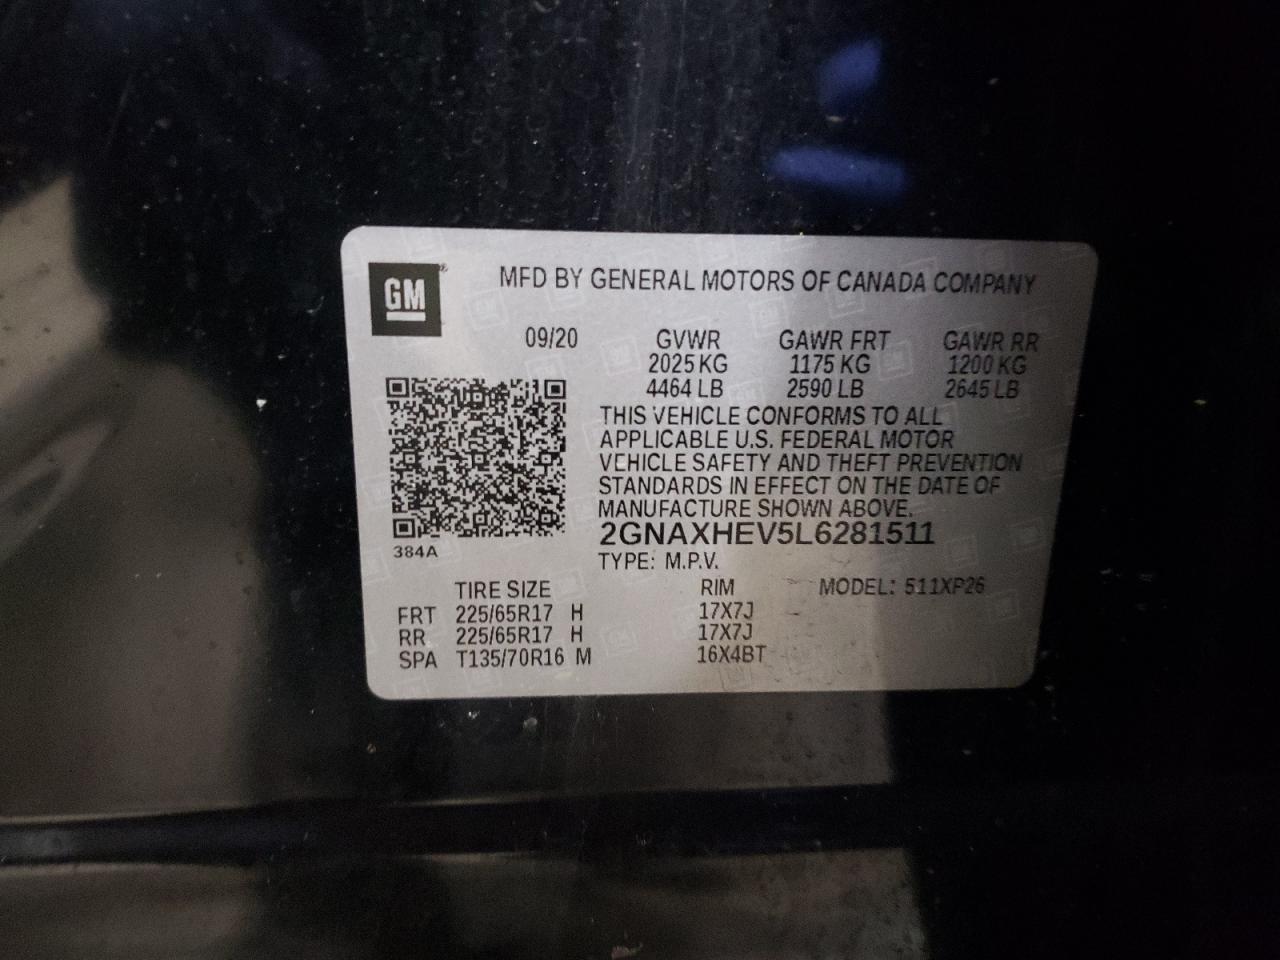 GM®
MFD BY GENERAL MOTORS OF CANADA COMPANY
09/20 GVWR GAWR FRT GAWR RR
2025 KG 1175 KG 1200 KG
4464 LB 2590 LB 2645 LB
THIS VEHICLE CONFORMS TO ALL
APPLICABLE U.S. FEDERAL MOTOR
VEHICLE SAFETY AND THEFT PREVENTION
STANDARDS IN EFFECT ON THE DATE OF
MANUFACTURE SHOWN ABOVE.
2GNAXHEV5L6281511
384A
TYPE: M.P.V.
TIRE SIZE RIM MODEL: 511XP26
FRT 225/65R17 H 17X7J
RR 225/65R17 H 17X7J
SPA T135/70R16 M 16X4BT